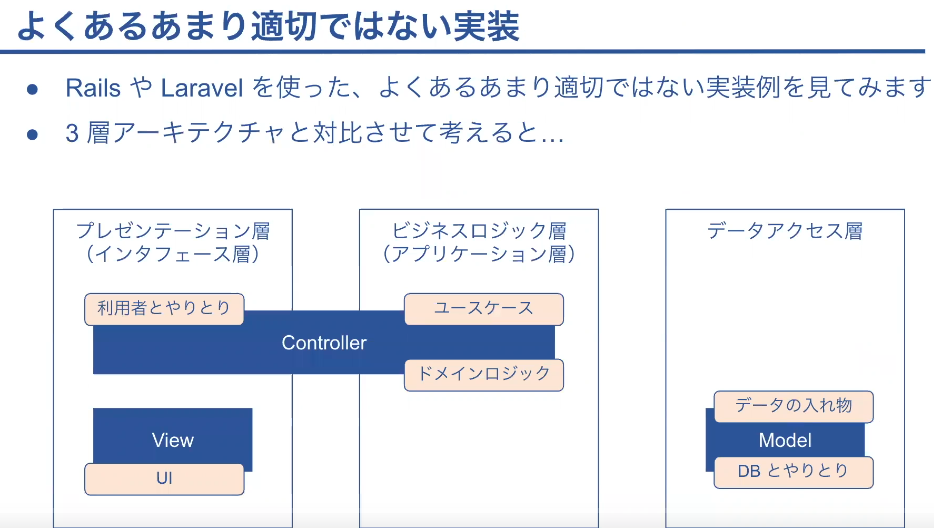 よくあるあまり適切ではない実装
● Rails や Laravel を使った、よくあるあまり適切ではない実装例を見てみます
● 3 層アーキテクチャと対比させて考えると…
プレゼンテーション層
（インタフェース層）
ビジネスロジック層
（アプリケーション層）
データアクセス層
利用者とやりとり
ユースケース
Controller
ドメインロジック
データの入れ物
View
Model
UI
DB とやりとり